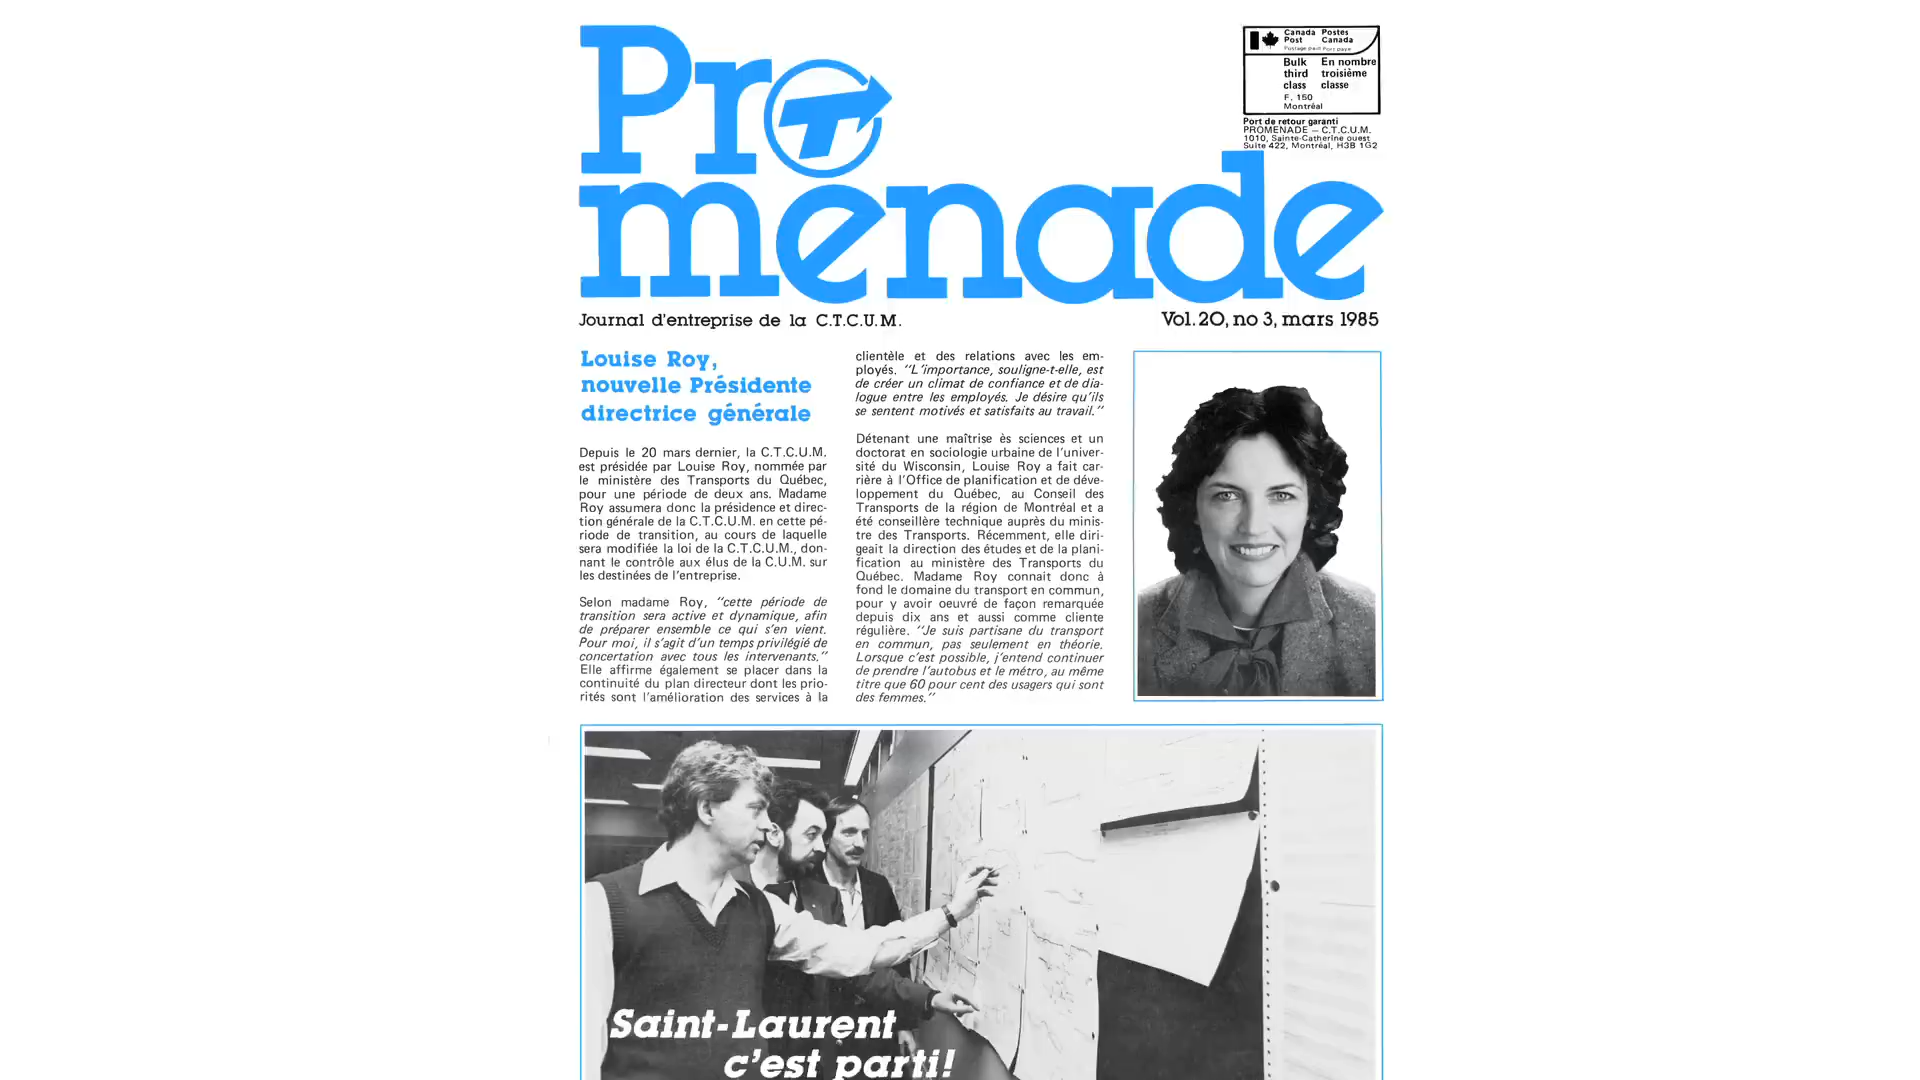 Promenade
Canada Postes
Post Canada
Postage paid Port payé
Bulk En nombre
third troisième
class classe
F. 150
Montréal
Port de retour garanti
PROMENADE — C.T.C.U.M.
1010, Sainte-Catherine ouest
Suite 422, Montréal, H3B 1G2
Journal d'entreprise de la C.T.C.U.M.
Vol. 20, no 3, mars 1985
Louise Roy,
nouvelle Présidente
directrice générale
Depuis le 20 mars dernier, la C.T.C.U.M.
est présidée par Louise Roy, nommée par
le ministère des Transports du Québec,
pour une période de deux ans. Madame
Roy assumera donc la présidence et direc-
tion générale de la C.T.C.U.M. en cette pé-
riode de transition, au cours de laquelle
sera modifiée la loi de la C.T.C.U.M., don-
nant le contrôle aux élus de la C.U.M. sur
les destinées de l'entreprise.
Selon madame Roy, "cette période de
transition sera active et dynamique, afin
de préparer ensemble ce qui s'en vient.
Pour moi, il s'agit d'un temps privilégié de
concertation avec tous les intervenants."
Elle affirme également se placer dans la
continuité du plan directeur dont les prio-
rités sont l'amélioration des services à la
clientèle et des relations avec les em-
ployés. "L'importance, souligne-t-elle, est
de créer un climat de confiance et de dia-
logue entre les employés. Je désire qu'ils
se sentent motivés et satisfaits au travail."
Détenant une maîtrise ès sciences et un
doctorat en sociologie urbaine de l'univer-
sité du Wisconsin, Louise Roy a fait car-
rière à l'Office de planification et de déve-
loppement du Québec, au Conseil des
Transports de la région de Montréal et a
été conseillère technique auprès du minis-
tre des Transports. Récemment, elle diri-
geait la direction des études et de la plani-
fication au ministère des Transports du
Québec. Madame Roy connait donc à
fond le domaine du transport en commun,
pour y avoir oeuvré de façon remarquée
depuis dix ans et aussi comme cliente
régulière. "Je suis partisane du transport
en commun, pas seulement en théorie.
Lorsque c'est possible, j'entend continuer
de prendre l'autobus et le métro, au même
titre que 60 pour cent des usagers qui sont
des femmes."
Saint-Laurent
c'est parti!